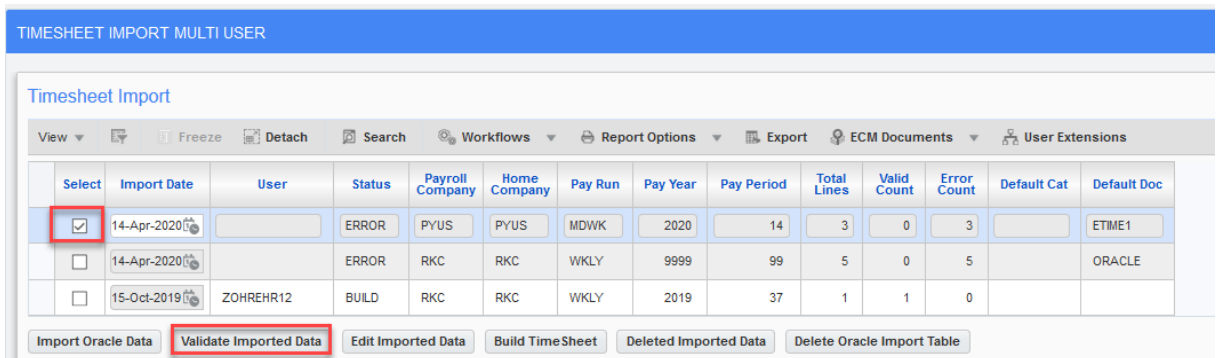 TIMESHEET IMPORT MULTI USER
Timesheet Import
View Freeze Detach Search Workflows Report Options Export ECM Documents User Extensions
Select Import Date User Status Payroll Company Home Company Pay Run Pay Year Pay Period Total Lines Valid Count Error Count Default Cat Default Doc
14-Apr-2020 ERROR PYUS PYUS MDWK 2020 14 3 0 3 ETIME1
14-Apr-2020 ERROR RKC RKC WKLY 9999 99 5 0 5 ORACLE
15-Oct-2019 ZOHREHR12 BUILD RKC RKC WKLY 2019 37 1 1 0
Import Oracle Data Validate Imported Data Edit Imported Data Build TimeSheet Deleted Imported Data Delete Oracle Import Table